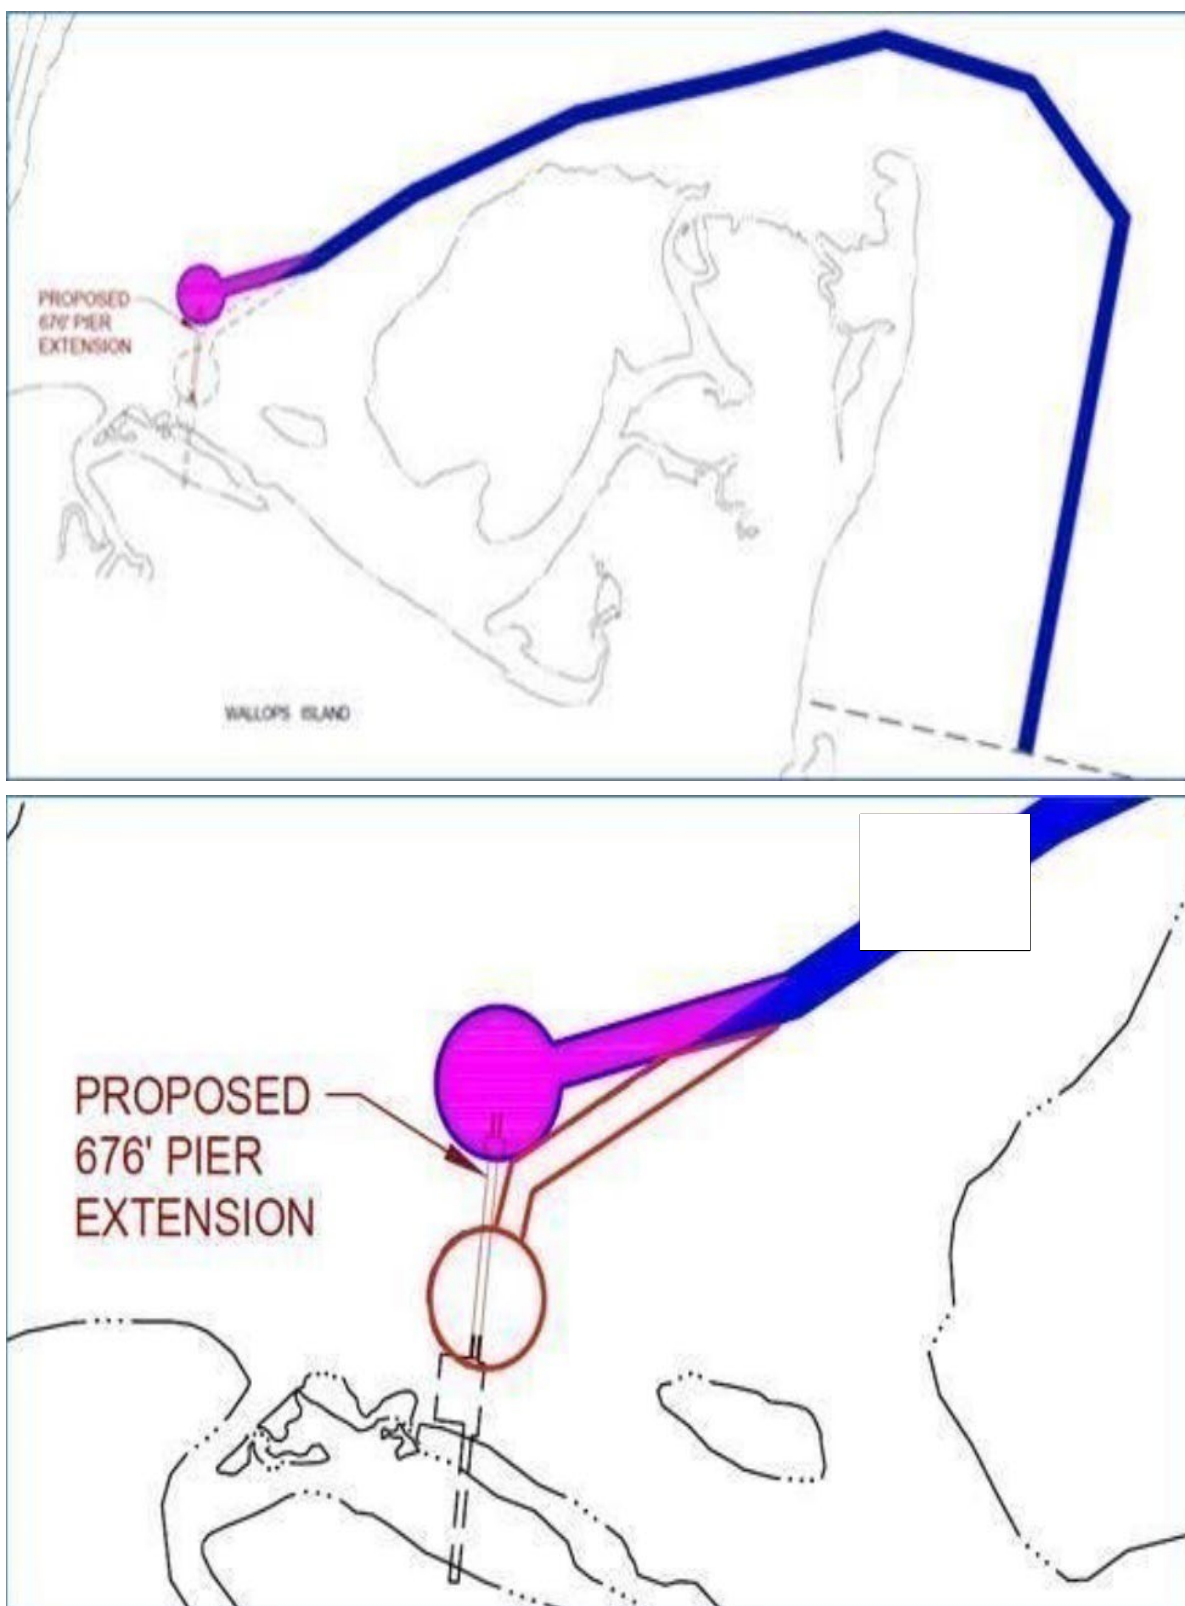 PROPOSED
676' PIER
EXTENSION
WALLOPS ISLAND
PROPOSED
676' PIER
EXTENSION